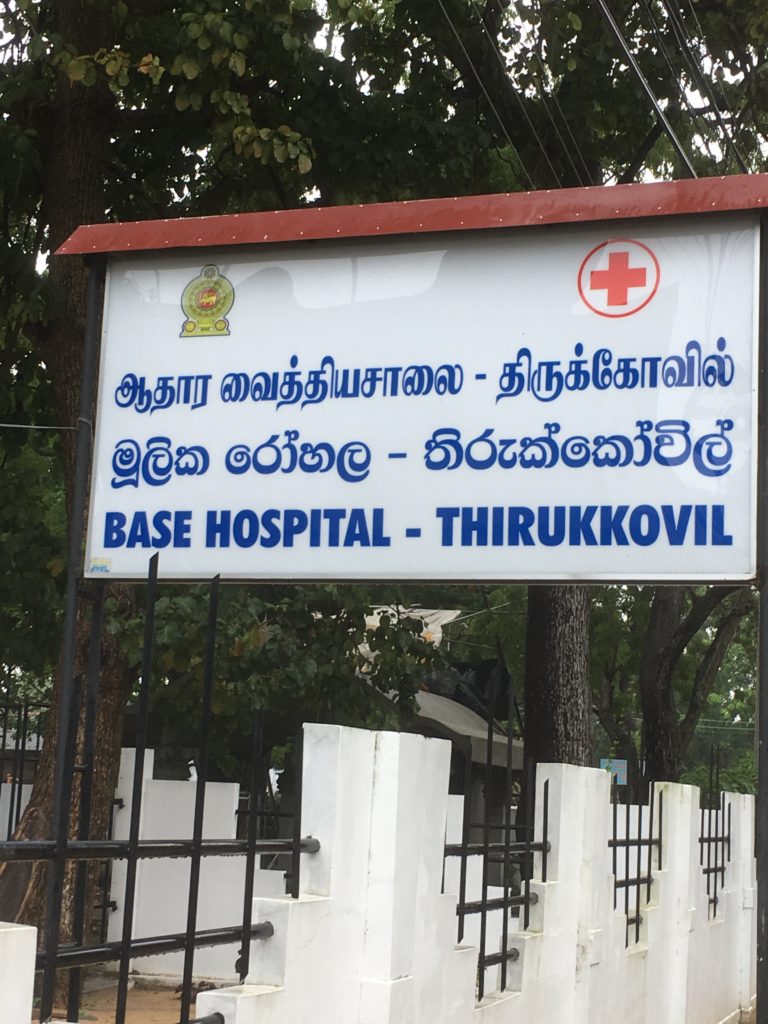 ஆதார வைத்தியசாலை - திருக்கோவில்
මූලික රෝහල – තිරුක්කෝවිල්
BASE HOSPITAL - THIRUKKOVIL